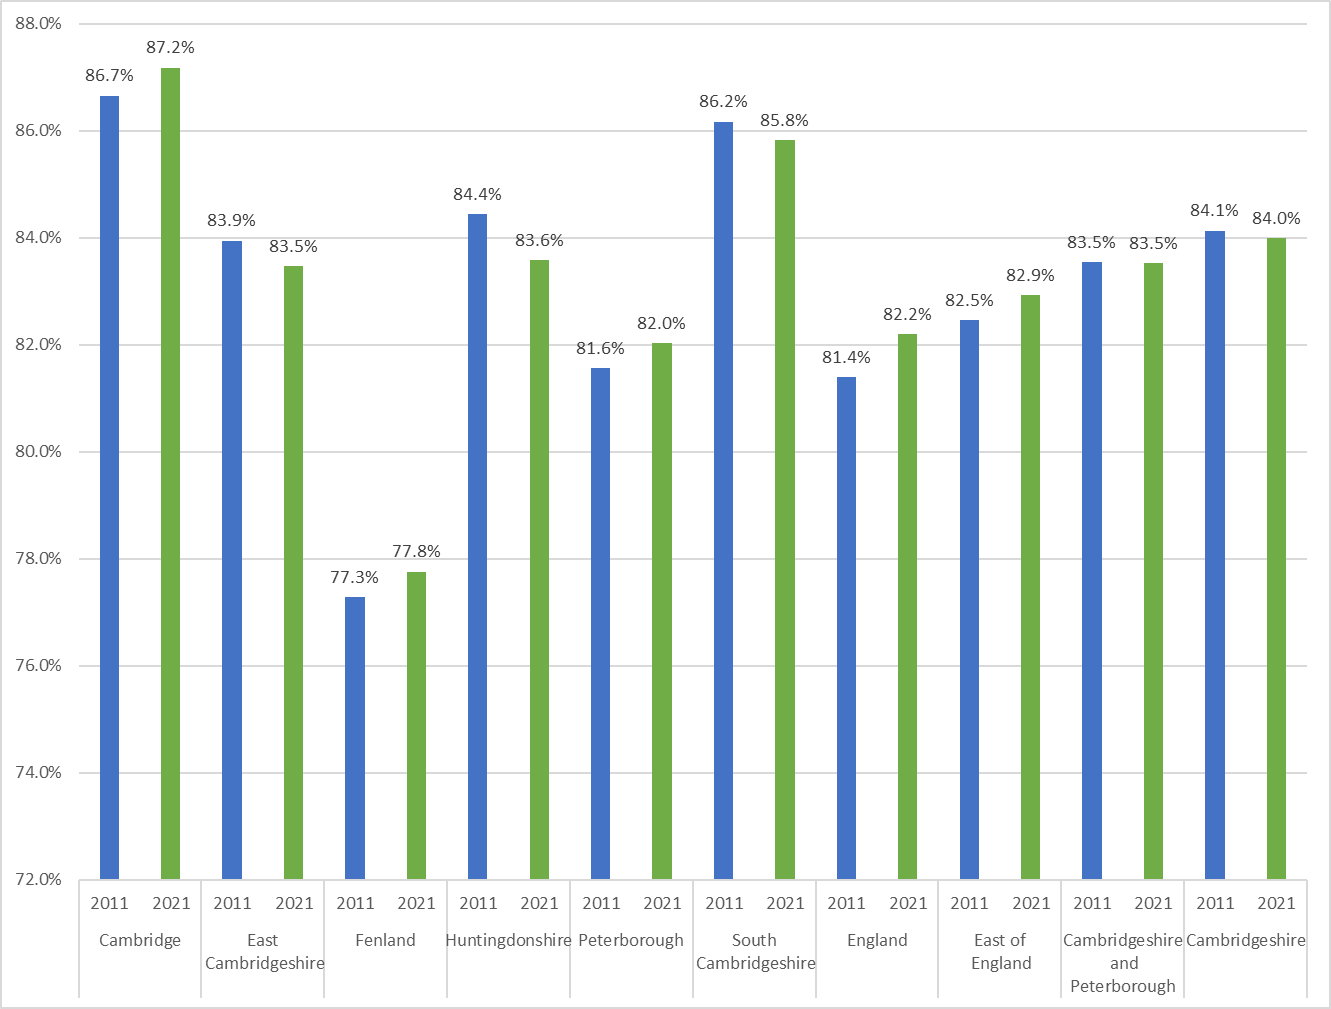 88.0%
86.0%
84.0%
82.0%
80.0%
78.0%
76.0%
74.0%
72.0%
86.7%
87.2%
83.9%
83.5%
77.3%
77.8%
84.4%
83.6%
81.6%
82.0%
86.2%
85.8%
81.4%
82.2%
82.5%
82.9%
83.5%
83.5%
84.1%
84.0%
2011 2021 2011 2021 2011 2021 2011 2021 2011 2021 2011 2021 2011 2021 2011 2021 2011 2021 2011 2021
Cambridge
East
Cambridgeshire
Fenland
Huntingdonshire
Peterborough
South
Cambridgeshire
England
East of
England
Cambridgeshire
and
Peterborough
Cambridgeshire